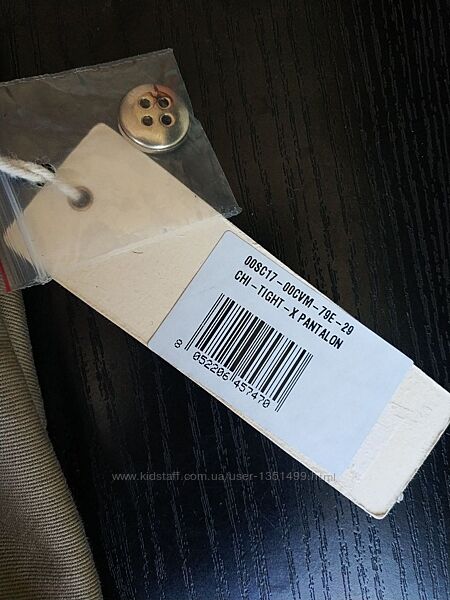 00SC17-00CVM-79E-29
CHI-TIGHT-X PANTALON
8 052206 457470
www.kidstaff.com.ua/user-1351499.html